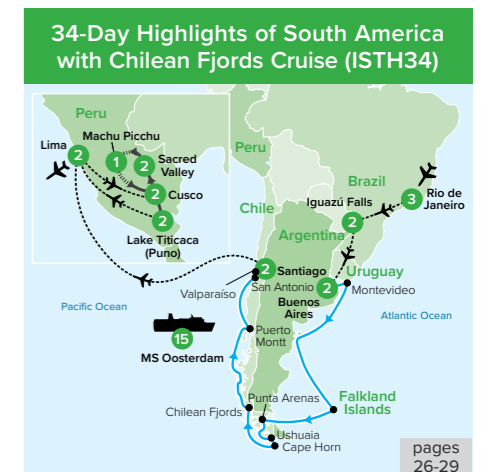 34-Day Highlights of South America
with Chilean Fjords Cruise (ISTH34)
Peru
Machu Picchu
Lima
2
1
2
Sacred
Valley
2
Cusco
2
Lake Titicaca
(Puno)
Peru
Brazil
3
Rio de
Janeiro
Iguazú Falls
2
Chile
Argentina
2
Santiago
Uruguay
San Antonio
Valparaíso
Montevideo
2
Buenos
Aires
Pacific Ocean
Atlantic Ocean
15
MS Oosterdam
Puerto
Montt
Punta Arenas
Falkland
Islands
Chilean Fjords
Ushuaia
Cape Horn
pages
26-29